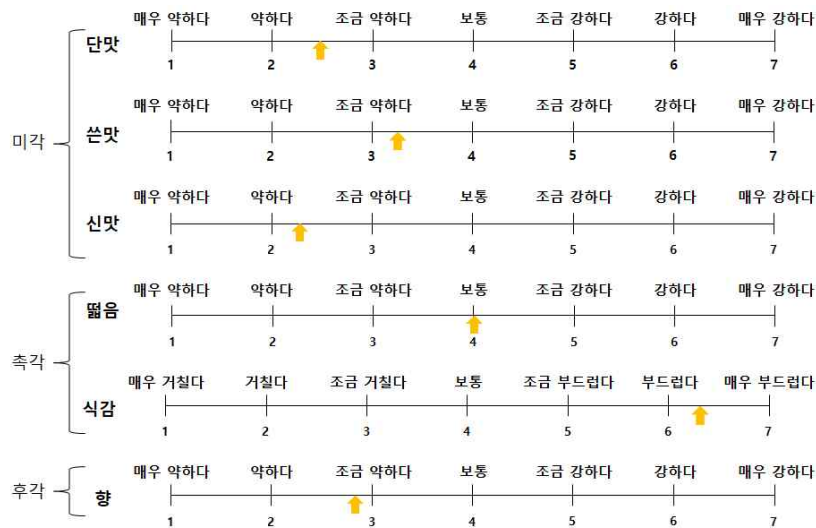 매우 약하다 약하다 조금 약하다 보통 조금 강하다 강하다 매우 강하다
단맛
1 2 3 4 5 6 7
매우 약하다 약하다 조금 약하다 보통 조금 강하다 강하다 매우 강하다
미각 쓴맛
1 2 3 4 5 6 7
매우 약하다 약하다 조금 약하다 보통 조금 강하다 강하다 매우 강하다
신맛
1 2 3 4 5 6 7
매우 약하다 약하다 조금 약하다 보통 조금 강하다 강하다 매우 강하다
떫음
1 2 3 4 5 6 7
촉각
매우 거칠다 거칠다 조금 거칠다 보통 조금 부드럽다 부드럽다 매우 부드럽다
식감
1 2 3 4 5 6 7
매우 약하다 약하다 조금 약하다 보통 조금 강하다 강하다 매우 강하다
후각 향
1 2 3 4 5 6 7